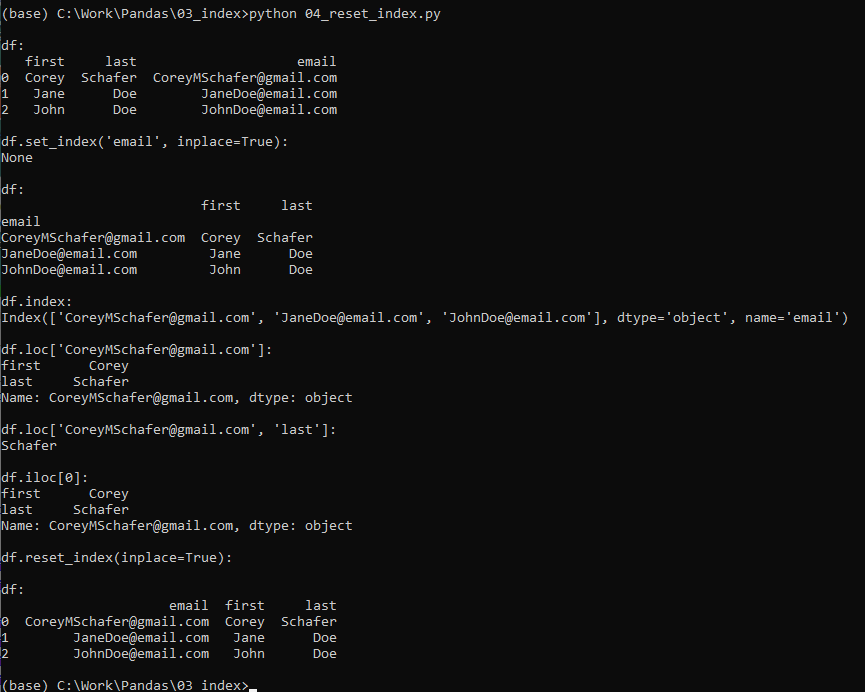 (base) C:\Work\Pandas\03_index>python 04_reset_index.py
df:
   first     last                    email
0  Corey  Schafer  CoreyMSchafer@gmail.com
1   Jane      Doe        JaneDoe@email.com
2   John      Doe        JohnDoe@email.com
df.set_index('email', inplace=True):
None
df:
                         first     last
email
CoreyMSchafer@gmail.com  Corey  Schafer
JaneDoe@email.com         Jane      Doe
JohnDoe@email.com         John      Doe
df.index:
Index(['CoreyMSchafer@gmail.com', 'JaneDoe@email.com', 'JohnDoe@email.com'], dtype='object', name='email')
df.loc['CoreyMSchafer@gmail.com']:
first      Corey
last     Schafer
Name: CoreyMSchafer@gmail.com, dtype: object
df.loc['CoreyMSchafer@gmail.com', 'last']:
Schafer
df.iloc[0]:
first      Corey
last     Schafer
Name: CoreyMSchafer@gmail.com, dtype: object
df.reset_index(inplace=True):
df:
                     email  first     last
0  CoreyMSchafer@gmail.com  Corey  Schafer
1        JaneDoe@email.com   Jane      Doe
2        JohnDoe@email.com   John      Doe
(base) C:\Work\Pandas\03_index>